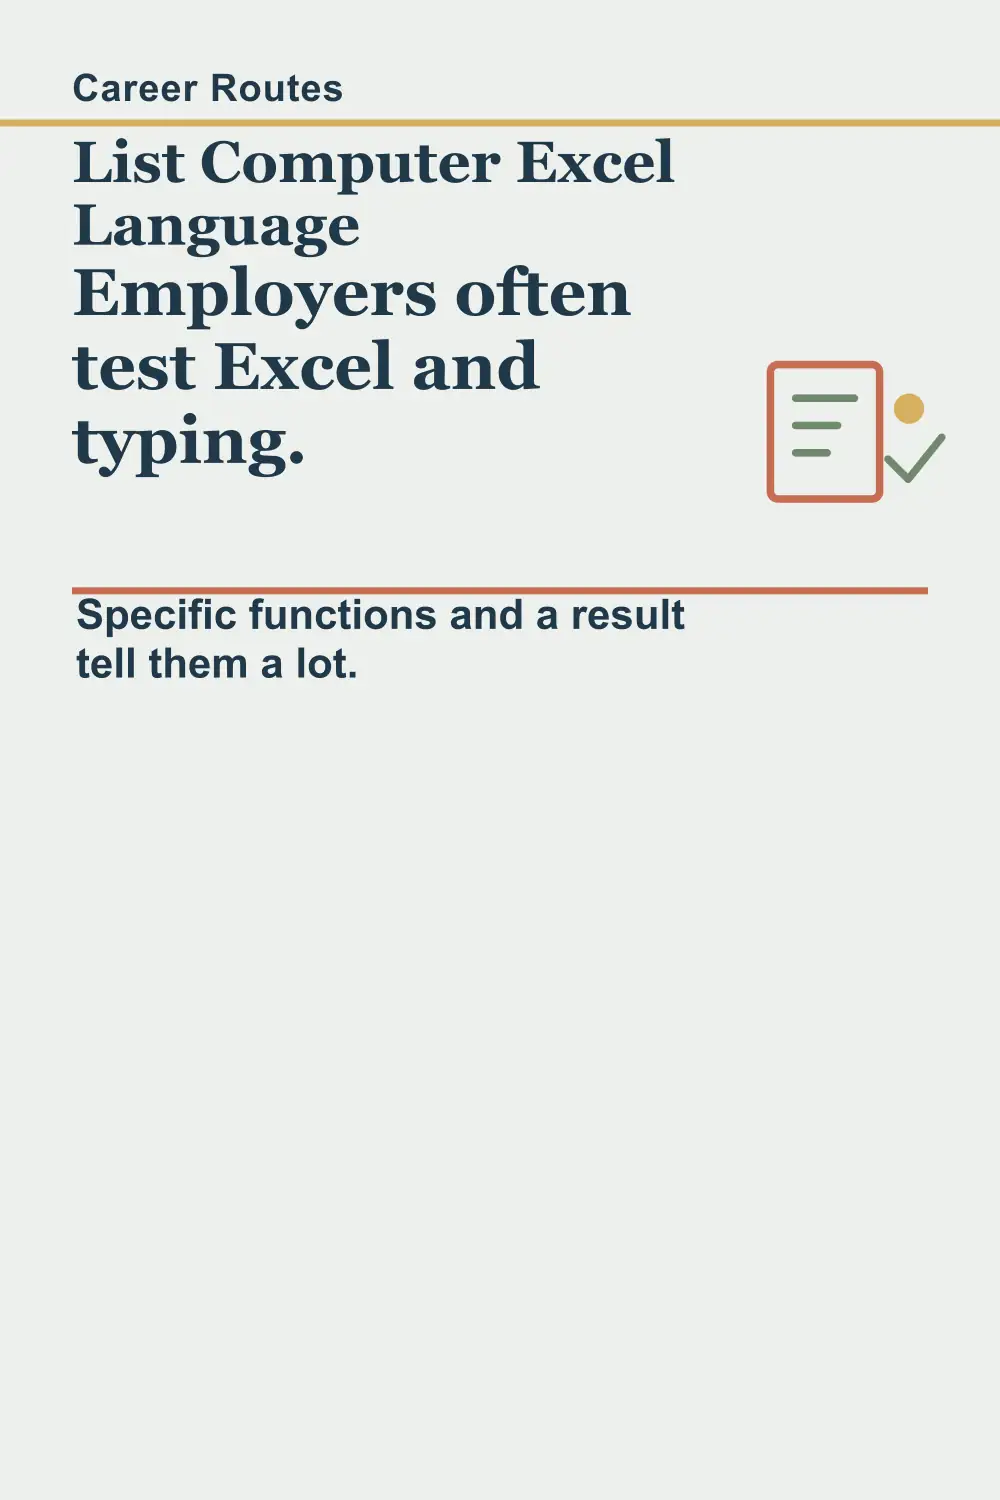 Career Routes
List Computer Excel
Language
Employers often
test Excel and
typing.
Specific functions and a result
tell them a lot.